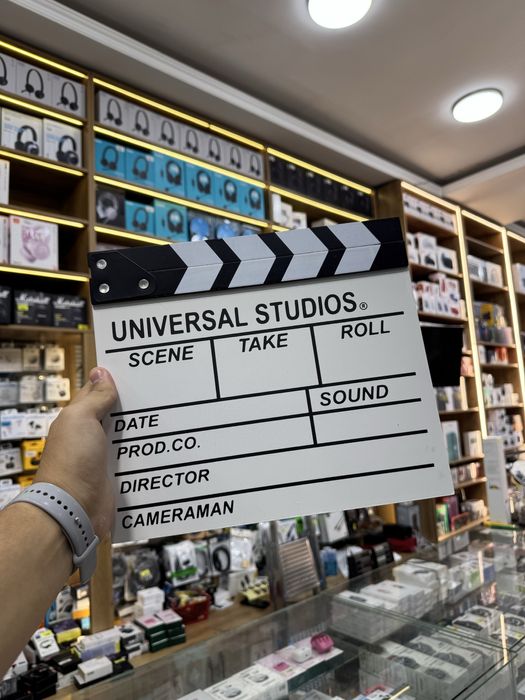 UNIVERSAL STUDIOS®
SCENE TAKE ROLL
DATE SOUND
PROD.CO.
DIRECTOR
CAMERAMAN